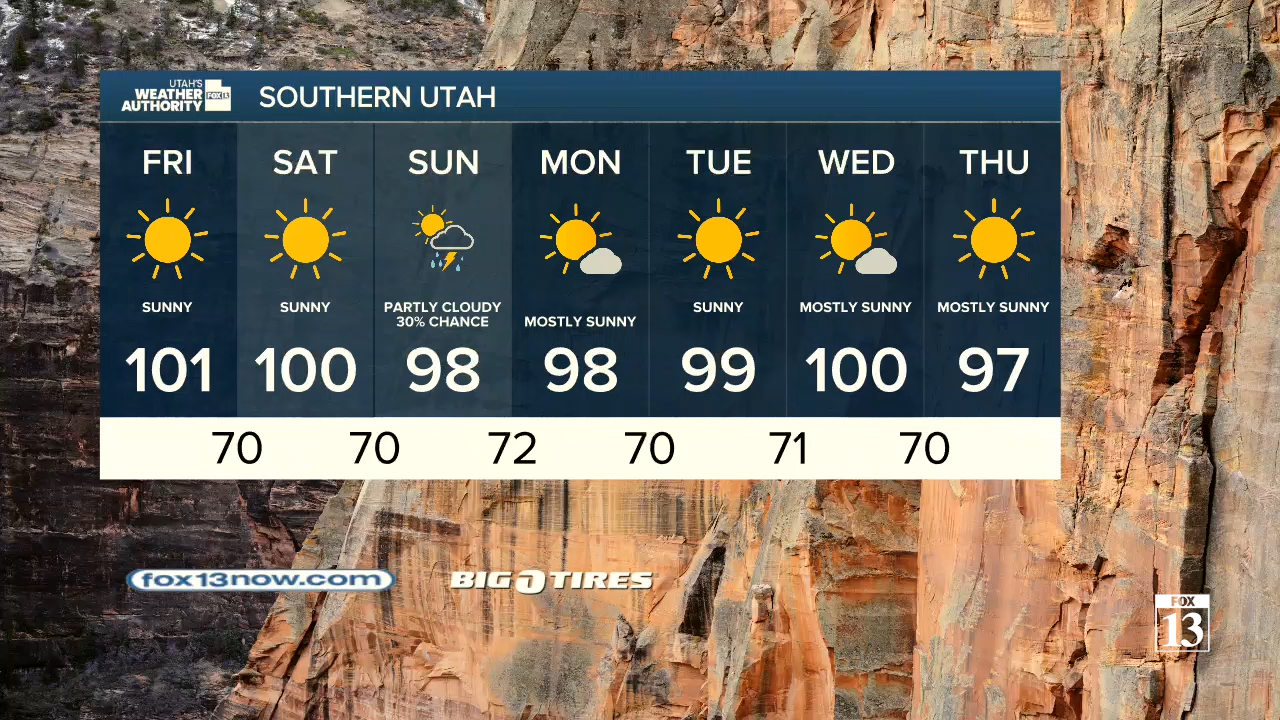 UTAH'S
WEATHER
AUTHORITY
FOX 13
SOUTHERN UTAH
FRI SAT SUN MON TUE WED THU
SUNNY SUNNY PARTLY CLOUDY 30% CHANCE MOSTLY SUNNY SUNNY MOSTLY SUNNY MOSTLY SUNNY
101 100 98 98 99 100 97
70 70 72 70 71 70
fox13now.com
BIG O TIRES
FOX
13